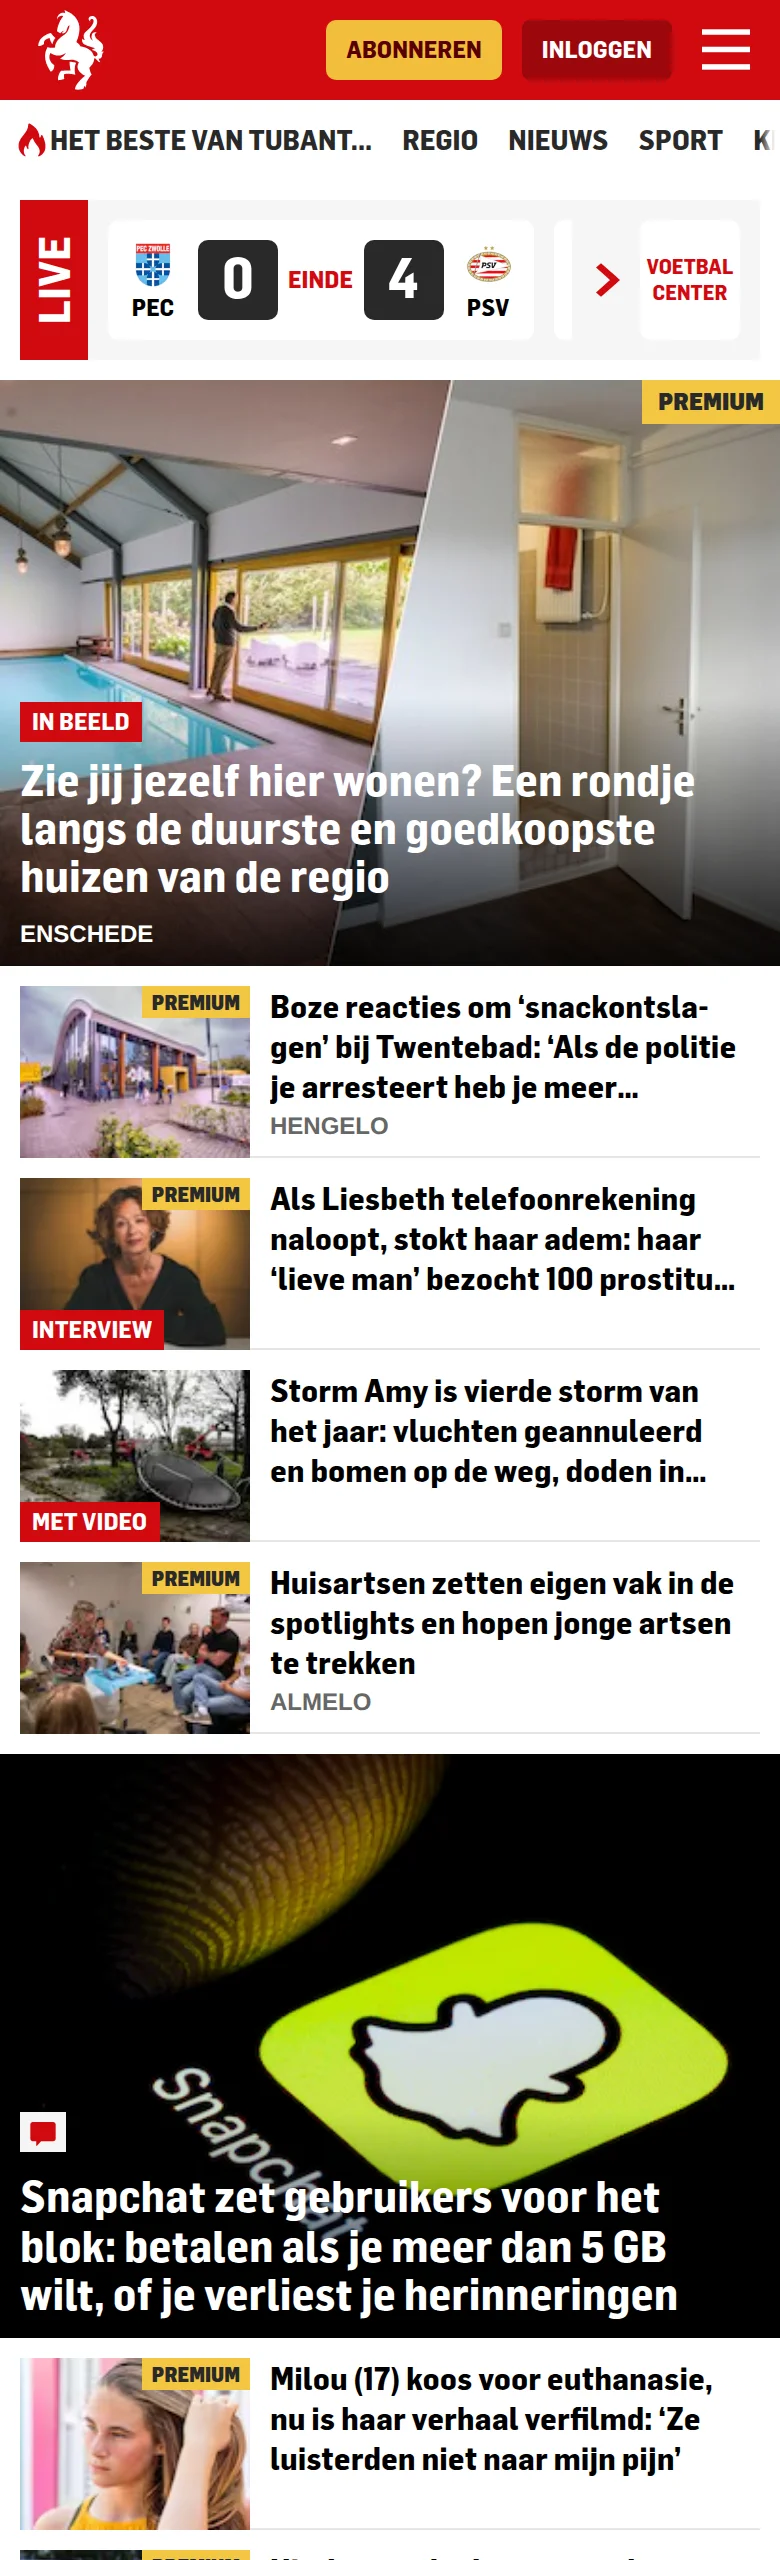 ABONNEREN
INLOGGEN
HET BESTE VAN TUBANT... REGIO NIEUWS SPORT
LIVE
PEC ZWOLLE
PEC
0
EINDE
4
PSV
PSV
VOETBAL
CENTER
PREMIUM
IN BEELD
Zie jij jezelf hier wonen? Een rondje
langs de duurste en goedkoopste
huizen van de regio
ENSCHEDE
PREMIUM
Boze reacties om ‘snackontsla-
gen’ bij Twentebad: ‘Als de politie
je arresteert heb je meer...
HENGELO
PREMIUM
INTERVIEW
Als Liesbeth telefoonrekening
naloopt, stokt haar adem: haar
‘lieve man’ bezocht 100 prostitu...
MET VIDEO
Storm Amy is vierde storm van
het jaar: vluchten geannuleerd
en bomen op de weg, doden in...
PREMIUM
Huisartsen zetten eigen vak in de
spotlights en hopen jonge artsen
te trekken
ALMELO
Snapchat
Snapchat zet gebruikers voor het
blok: betalen als je meer dan 5 GB
wilt, of je verliest je herinneringen
PREMIUM
Milou (17) koos voor euthanasie,
nu is haar verhaal verfilmd: ‘Ze
luisterden niet naar mijn pijn’